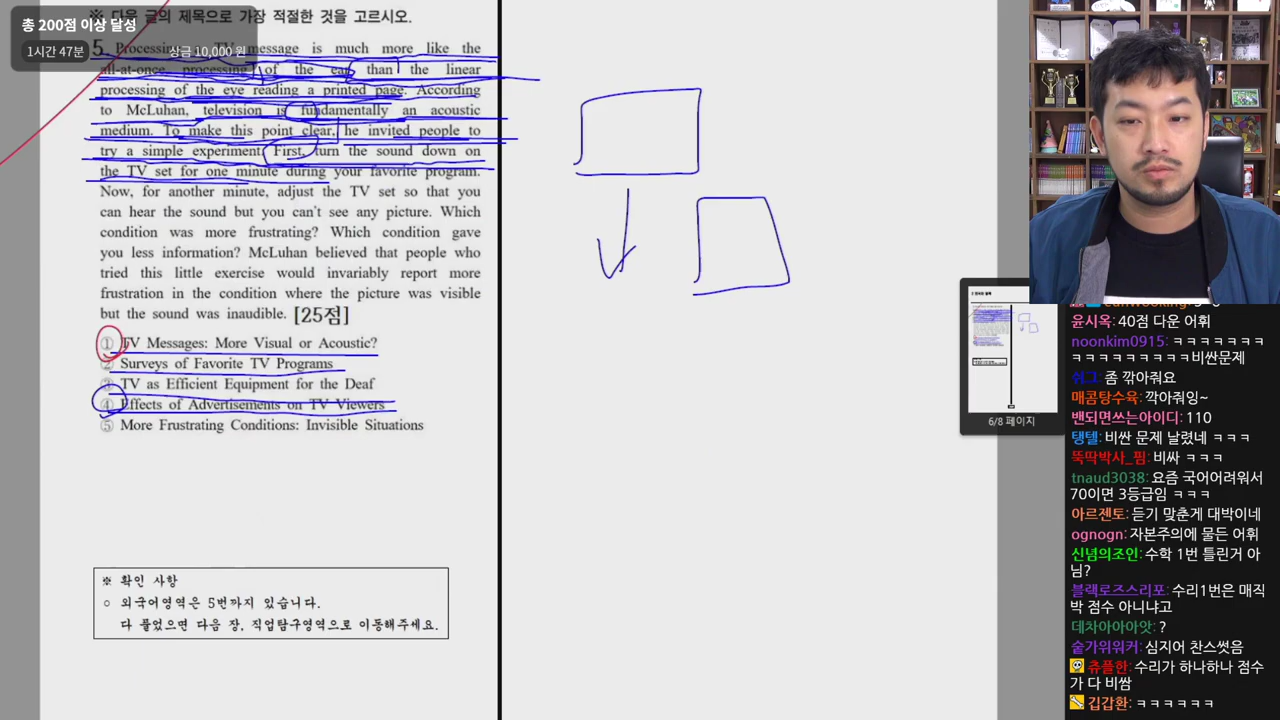 ※ 다음 글의 제목으로 가장 적절한 것을 고르시오.
총 200점 이상 달성
1시간 47분
상금 10,000 원
5. Processing a TV message is much more like the
all-at-once processing of the ear than the linear
processing of the eye reading a printed page. According
to McLuhan, television is fundamentally an acoustic
medium. To make this point clear, he invited people to
try a simple experiment. First, turn the sound down on
the TV set for one minute during your favorite program.
Now, for another minute, adjust the TV set so that you
can hear the sound but you can't see any picture. Which
condition was more frustrating? Which condition gave
you less information? McLuhan believed that people who
tried this little exercise would invariably report more
frustration in the condition where the picture was visible
but the sound was inaudible. [25점]
① TV Messages: More Visual or Acoustic?
② Surveys of Favorite TV Programs
③ TV as Efficient Equipment for the Deaf
④ Effects of Advertisements on TV Viewers
⑤ More Frustrating Conditions: Invisible Situations
※ 확인 사항
○ 외국어영역은 5번까지 있습니다.
다 풀었으면 다음 장, 직업탐구영역으로 이동해주세요.
6/8 페이지
윤시옥: 40점 다운 어휘
noonkim0915: ㅋㅋㅋㅋㅋㅋㅋ
ㅋㅋㅋㅋㅋㅋㅋㅋㅋ비싼문제
싱그: 좀 깎아줘요
매콤탕수육: 깍아줘잉~
밴되면쓰는아이디: 110
탱텔: 비싼 문제 날렸네 ㅋㅋㅋ
뚝딱박사_핌: 비싸 ㅋㅋㅋ
tnaud3038: 요즘 국어어려워서
70이면 3등급임 ㅋㅋㅋ
아르젠토: 듣기 맞춘게 대박이네
ognogn: 자본주의에 물든 어휘
신념의조인: 수학 1번 틀린거 아
님?
블랙로즈스리포: 수리1번은 매직
박 점수 아니냐고
데차아아아앗: ?
숱가위워커: 심지어 찬스썻음
츄플한: 수리가 하나하나 점수
가 다 비쌈
깁갑환: ㅋㅋㅋㅋㅋㅋ